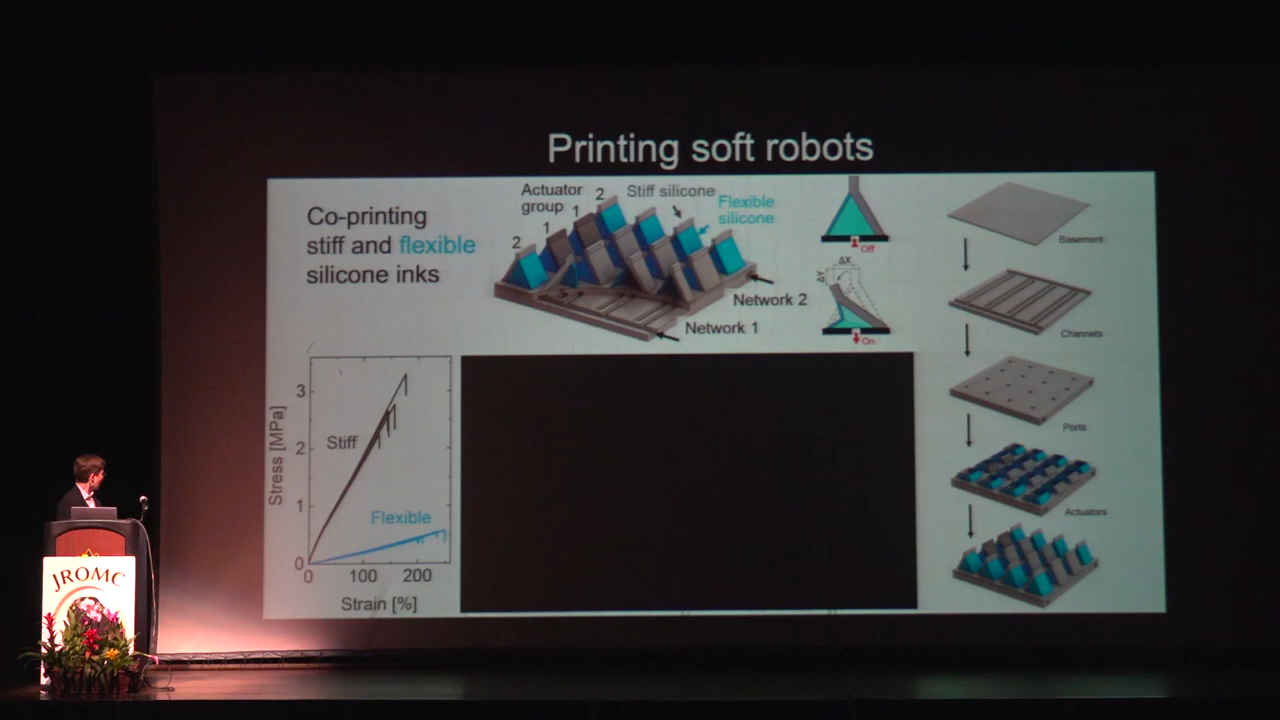 Printing soft robots
Co-printing
stiff and flexible
silicone inks
Actuator
group
2
1
1
2
Stiff silicone
Flexible
silicone
Network 2
Network 1
Off
ΔX
ΔY
On
Basement
Channels
Ports
Actuators
Stress [MPa]
3
2
1
0
Stiff
Flexible
0
100
200
Strain [%]
JROMC